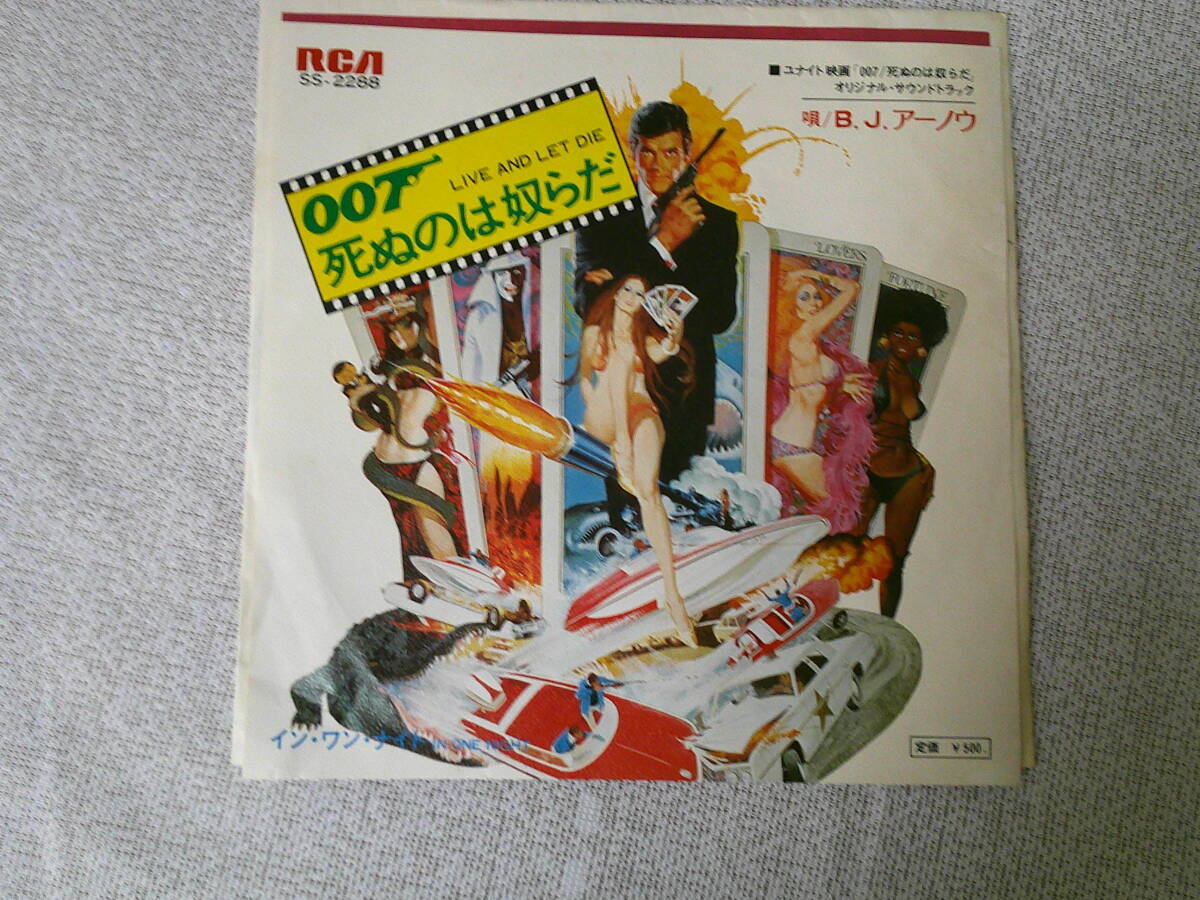 RCA
SS-2288
■ユナイト映画「007/死ぬのは奴らだ」
オリジナル・サウンドトラック
唄/B.J.アーノウ
007
LIVE AND LET DIE
死ぬのは奴らだ
LOVERS
FORTUNE
イン・ワン・ナイト IN ONE NIGHT
定価 ¥500.